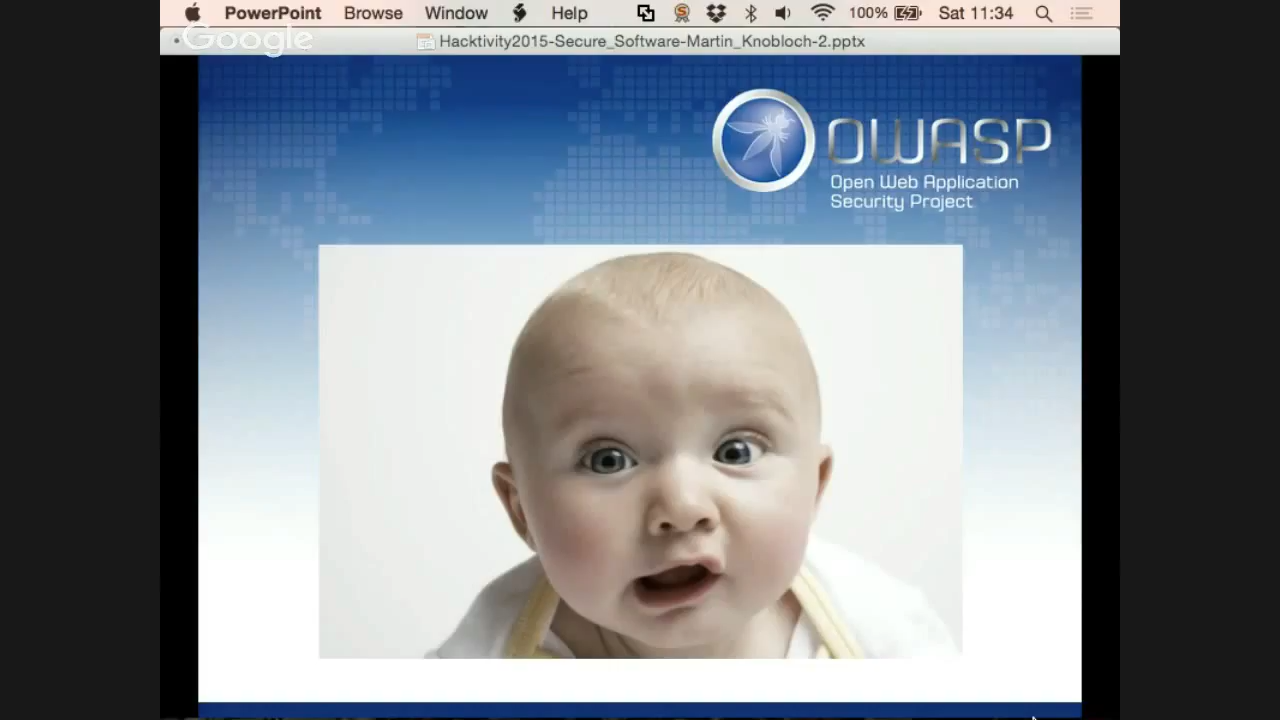 PowerPoint Browse Window Help 100% Sat 11:34
Google
Hacktivity2015-Secure_Software-Martin_Knobloch-2.pptx
OWASP
Open Web Application
Security Project